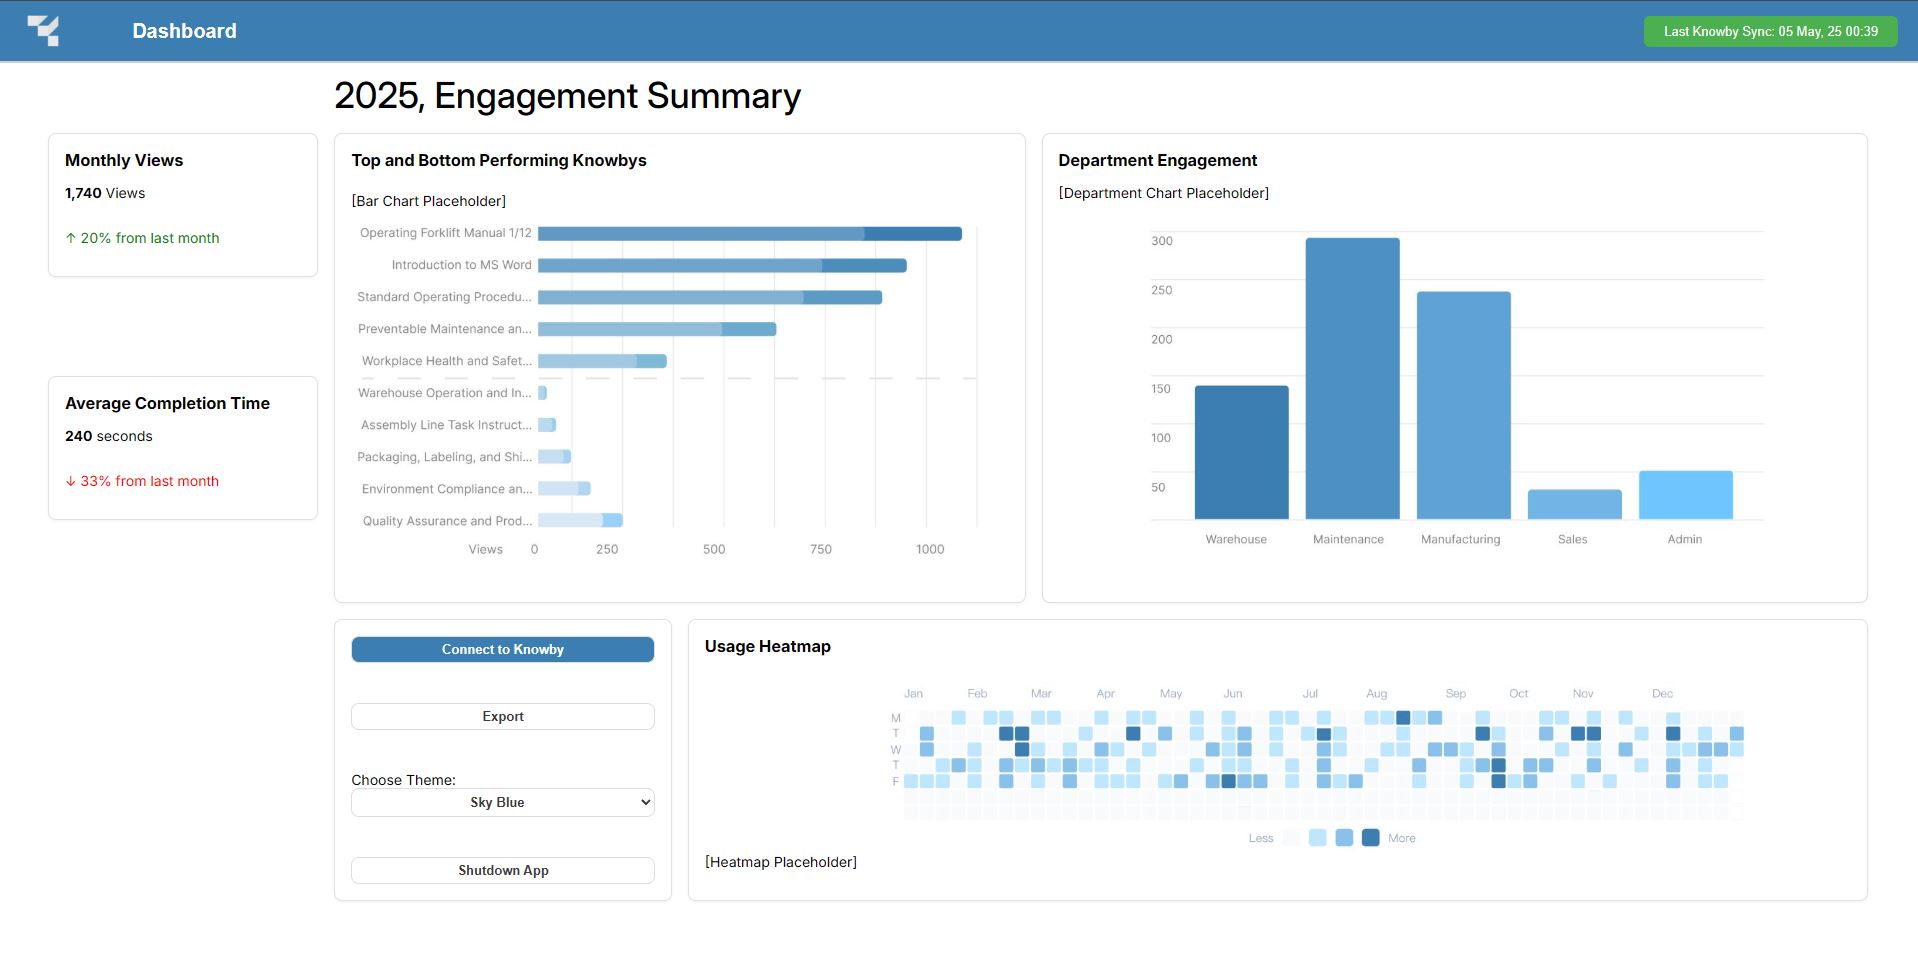 Dashboard
Last Knowby Sync: 05 May, 25 00:39
2025, Engagement Summary
Monthly Views
1,740 Views
↑ 20% from last month
Average Completion Time
240 seconds
↓ 33% from last month
Top and Bottom Performing Knowbys
[Bar Chart Placeholder]
Operating Forklift Manual 1/12
Introduction to MS Word
Standard Operating Procedu...
Preventable Maintenance an...
Workplace Health and Safet...
Warehouse Operation and In...
Assembly Line Task Instruct...
Packaging, Labeling, and Shi...
Environment Compliance an...
Quality Assurance and Prod...
Views 0 250 500 750 1000
Department Engagement
[Department Chart Placeholder]
300
250
200
150
100
50
Warehouse Maintenance Manufacturing Sales Admin
Connect to Knowby
Export
Choose Theme:
Sky Blue
Shutdown App
Usage Heatmap
Jan Feb Mar Apr May Jun Jul Aug Sep Oct Nov Dec
M
T
W
T
F
Less More
[Heatmap Placeholder]